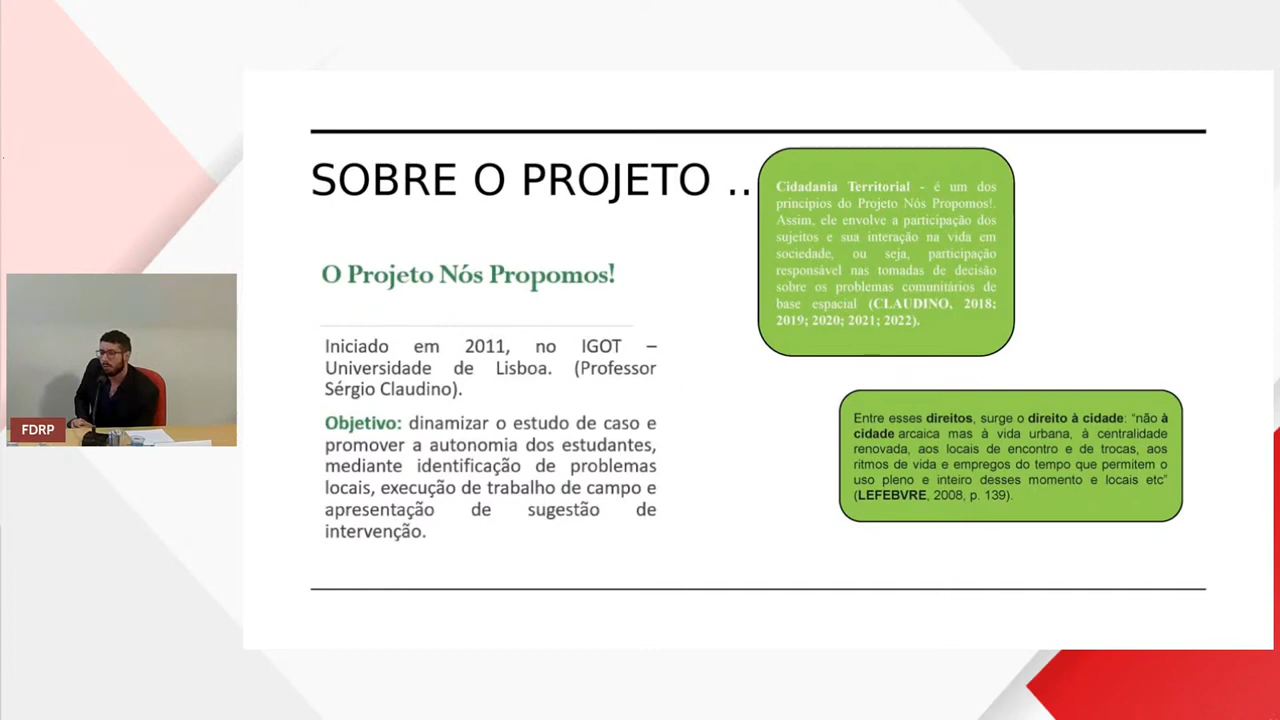 SOBRE O PROJETO ..
O Projeto Nós Propomos!
Iniciado em 2011, no IGOT –
Universidade de Lisboa. (Professor
Sérgio Claudino).
Objetivo: dinamizar o estudo de caso e
promover a autonomia dos estudantes,
mediante identificação de problemas
locais, execução de trabalho de campo e
apresentação de sugestão de
intervenção.
Cidadania Territorial - é um dos
princípios do Projeto Nós Propomos!.
Assim, ele envolve a participação dos
sujeitos e sua interação na vida em
sociedade, ou seja, participação
responsável nas tomadas de decisão
sobre os problemas comunitários de
base espacial (CLAUDINO, 2018;
2019; 2020; 2021; 2022).
Entre esses direitos, surge o direito à cidade: “não à
cidade arcaica mas à vida urbana, à centralidade
renovada, aos locais de encontro e de trocas, aos
ritmos de vida e empregos do tempo que permitem o
uso pleno e inteiro desses momento e locais etc”
(LEFEBVRE, 2008, p. 139).
FDRP